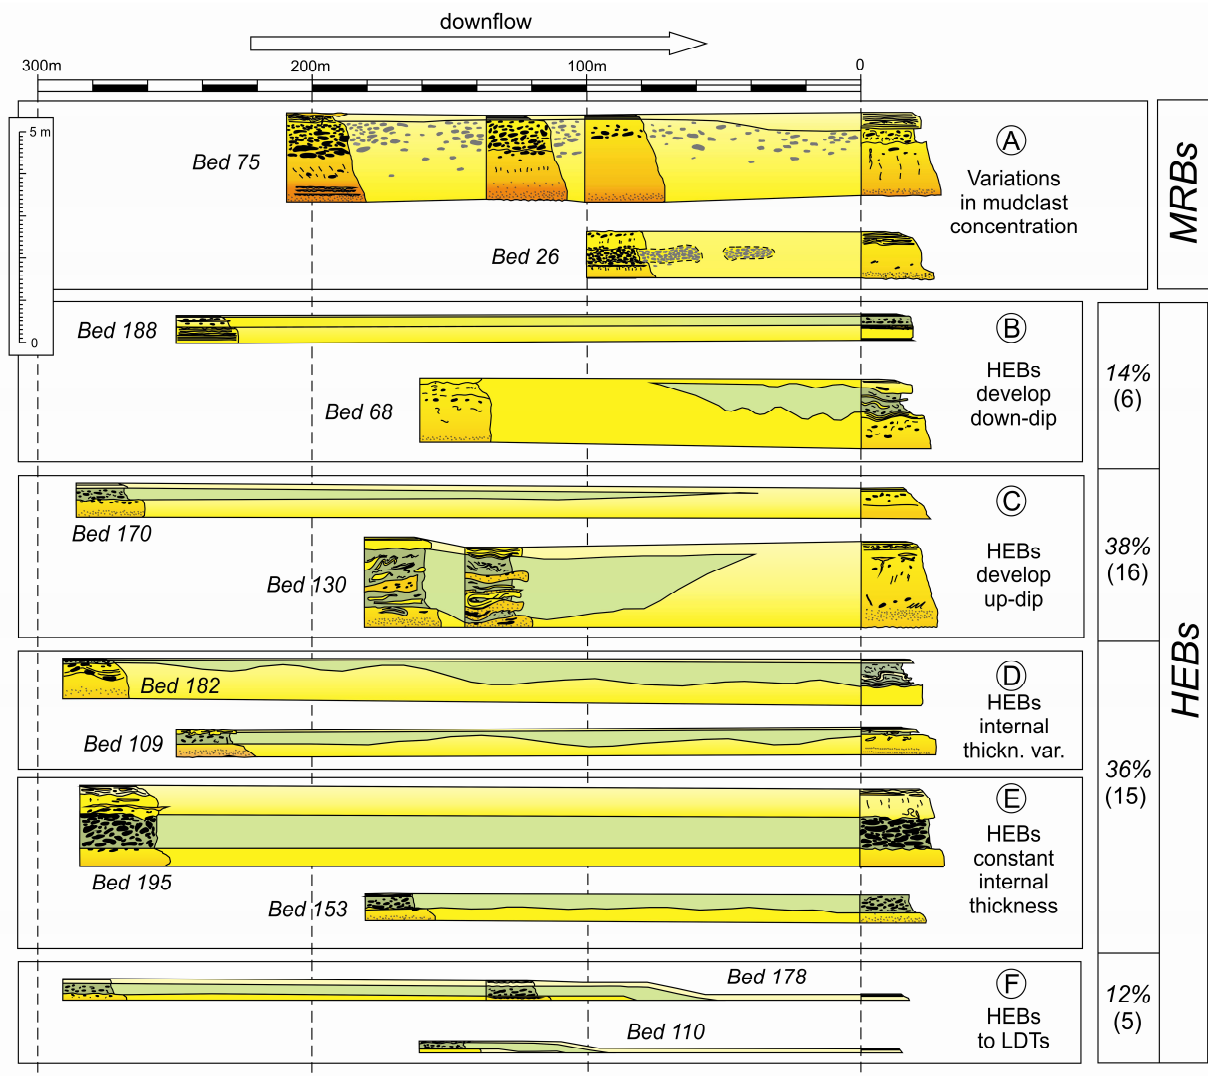 downflow
300m
200m
100m
0
5 m
0
Bed 75
A
Variations
in mudclast
concentration
MRBs
Bed 26
Bed 188
B
HEBs
develop
down-dip
14%
(6)
Bed 68
Bed 170
C
HEBs
develop
up-dip
38%
(16)
Bed 130
HEBs
Bed 182
D
HEBs
internal
thickn. var.
Bed 109
36%
(15)
E
HEBs
constant
internal
thickness
Bed 195
Bed 153
Bed 178
F
HEBs
to LDTs
12%
(5)
Bed 110